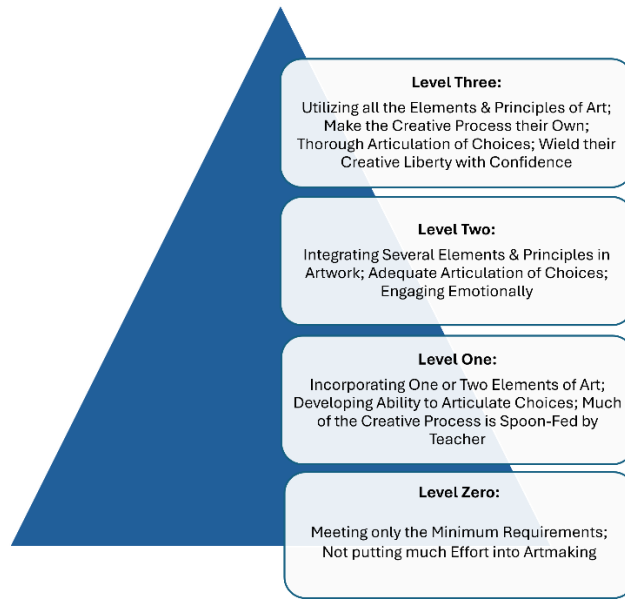 Level Three:
Utilizing all the Elements & Principles of Art;
Make the Creative Process their Own;
Thorough Articulation of Choices; Wield their
Creative Liberty with Confidence
Level Two:
Integrating Several Elements & Principles in
Artwork; Adequate Articulation of Choices;
Engaging Emotionally
Level One:
Incorporating One or Two Elements of Art;
Developing Ability to Articulate Choices; Much
of the Creative Process is Spoon-Fed by
Teacher
Level Zero:
Meeting only the Minimum Requirements;
Not putting much Effort into Artmaking